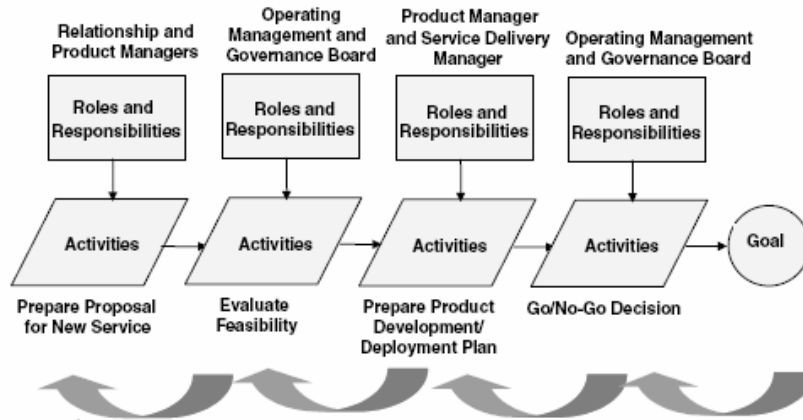 Relationship and
Product Managers
Operating
Management and
Governance Board
Product Manager
and Service Delivery
Manager
Operating Management
and Governance Board
Roles and
Responsibilities
Roles and
Responsibilities
Roles and
Responsibilities
Roles and
Responsibilities
Activities
Activities
Activities
Activities
Goal
Prepare Proposal
for New Service
Evaluate
Feasibility
Prepare Product
Development/
Deployment Plan
Go/No-Go Decision